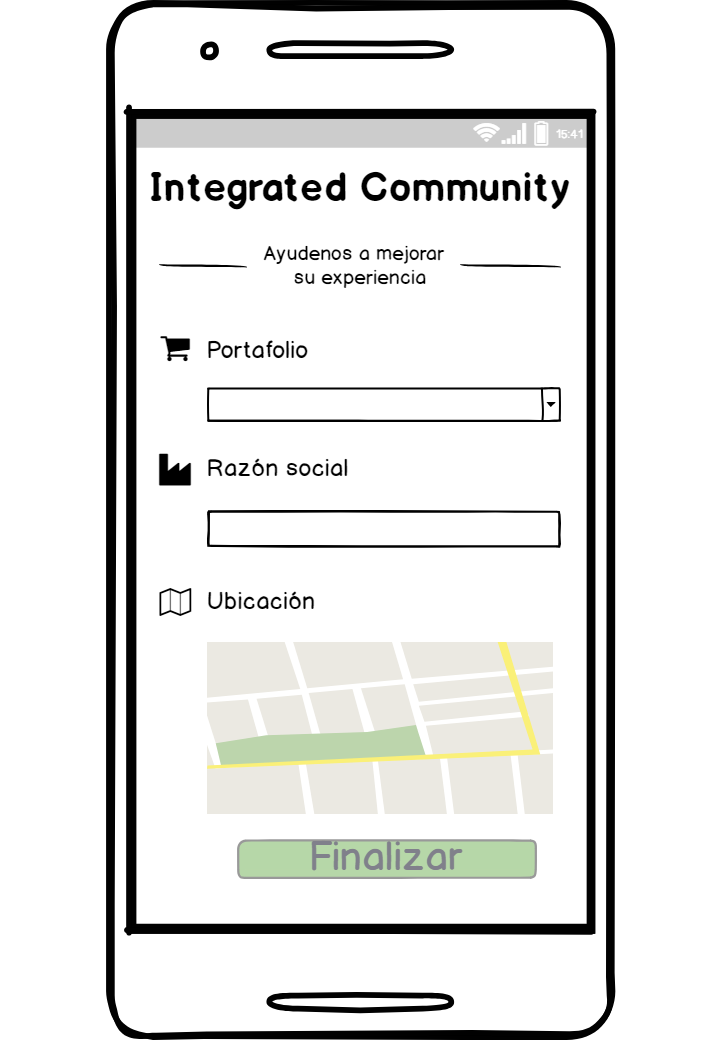 15:41
Integrated Community
Ayudenos a mejorar
su experiencia
Portafolio
Razón social
Ubicación
Finalizar